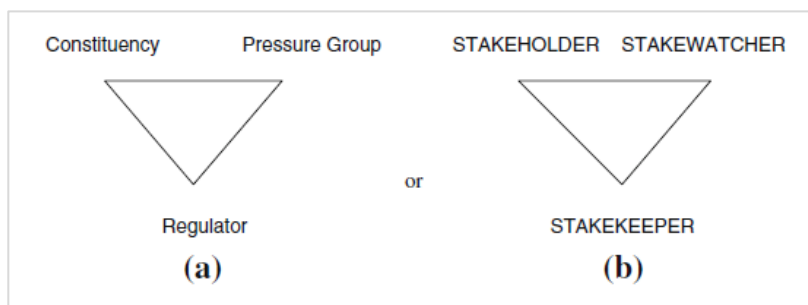 Constituency Pressure Group STAKEHOLDER STAKEWATCHER
or
Regulator STAKEKEEPER
(a) (b)